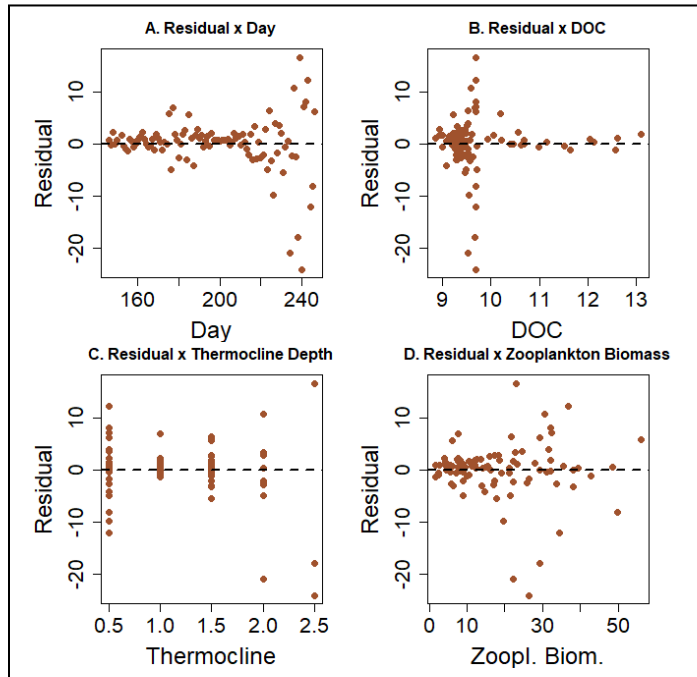 A. Residual x Day
B. Residual x DOC
10
0
-10
-20
Residual
160
200
240
Day
10
0
-10
-20
Residual
9
10
11
12
13
DOC
C. Residual x Thermocline Depth
D. Residual x Zooplankton Biomass
10
0
-10
-20
Residual
0.5
1.0
1.5
2.0
2.5
Thermocline
10
0
-10
-20
Residual
0
10
30
50
Zoopl. Biom.